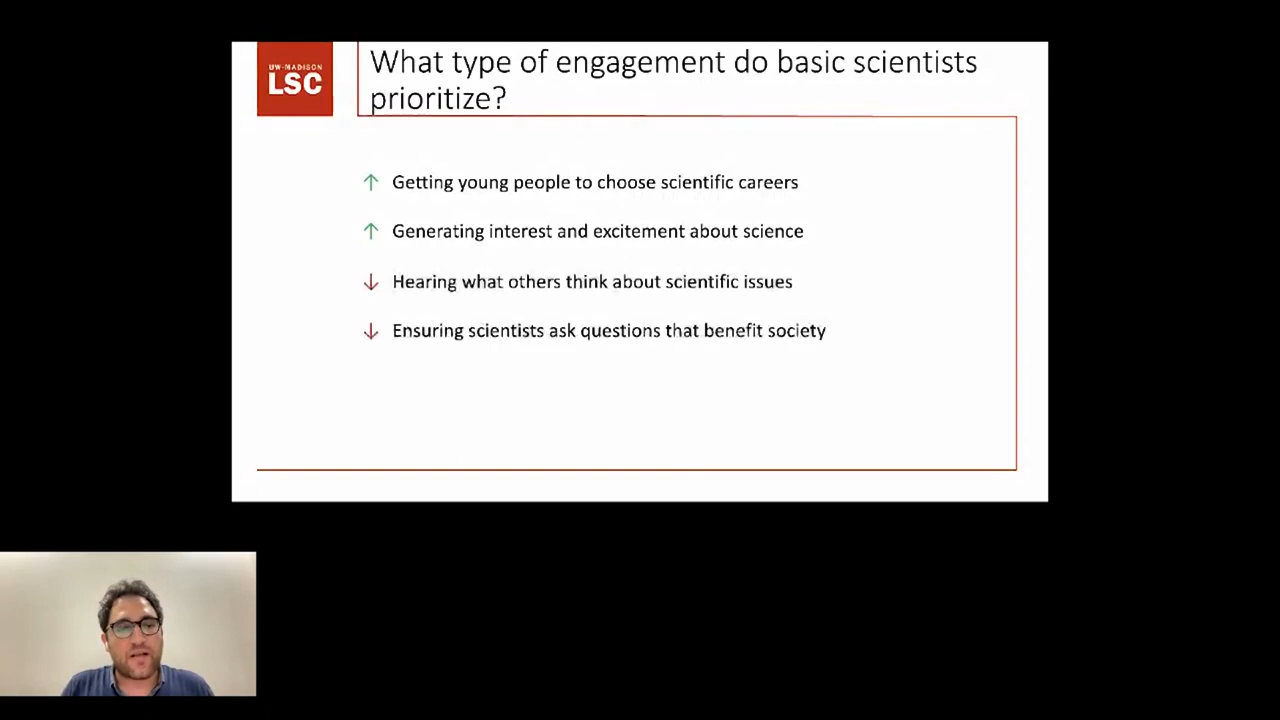 UW-MADISON
LSC
What type of engagement do basic scientists
prioritize?
↑ Getting young people to choose scientific careers
↑ Generating interest and excitement about science
↓ Hearing what others think about scientific issues
↓ Ensuring scientists ask questions that benefit society